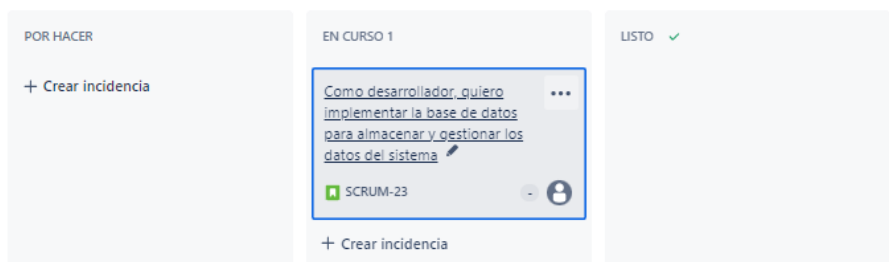 POR HACER
+ Crear incidencia
EN CURSO 1
Como desarrollador, quiero
implementar la base de datos
para almacenar y gestionar los
datos del sistema
SCRUM-23
-
+ Crear incidencia
LISTO